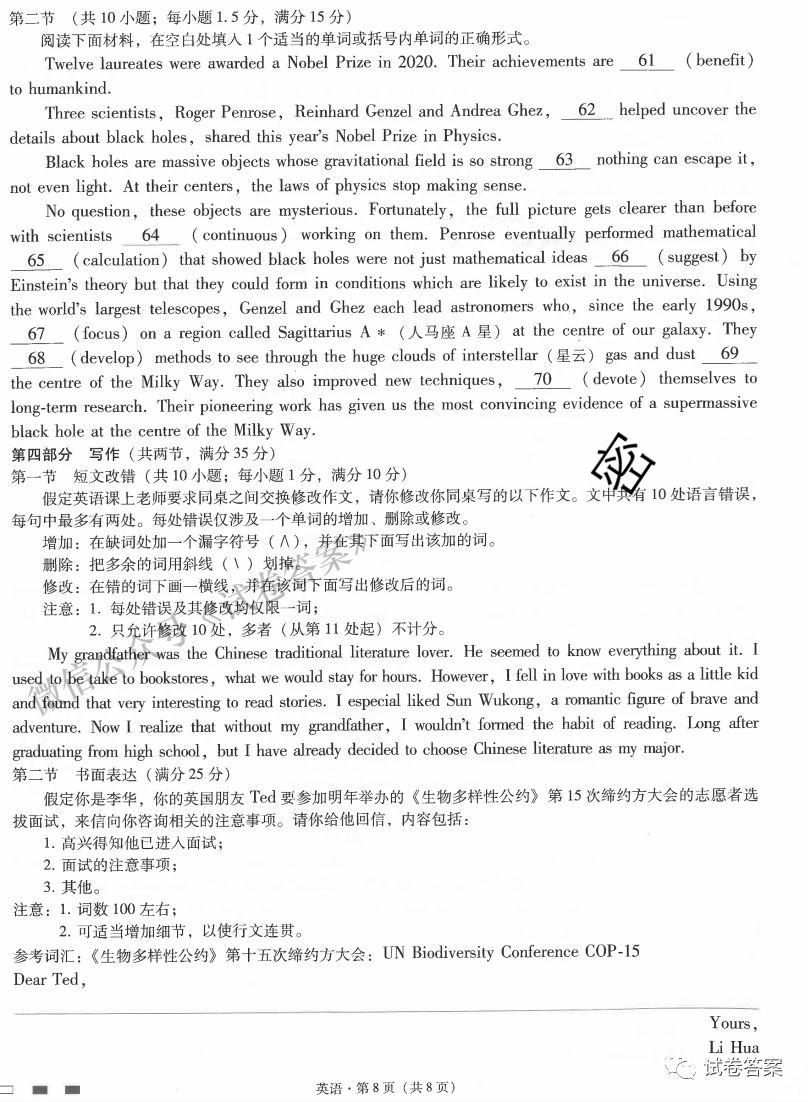 第二节 (共 10 小题；每小题 1.5 分，满分 15 分)
阅读下面材料，在空白处填入 1 个适当的单词或括号内单词的正确形式。
Twelve laureates were awarded a Nobel Prize in 2020. Their achievements are 61 (benefit)
to humankind.
Three scientists, Roger Penrose, Reinhard Genzel and Andrea Ghez, 62 helped uncover the
details about black holes, shared this year's Nobel Prize in Physics.
Black holes are massive objects whose gravitational field is so strong 63 nothing can escape it,
not even light. At their centers, the laws of physics stop making sense.
No question, these objects are mysterious. Fortunately, the full picture gets clearer than before
with scientists 64 (continuous) working on them. Penrose eventually performed mathematical
65 (calculation) that showed black holes were not just mathematical ideas 66 (suggest) by
Einstein's theory but that they could form in conditions which are likely to exist in the universe. Using
the world's largest telescopes, Genzel and Ghez each lead astronomers who, since the early 1990s,
67 (focus) on a region called Sagittarius A * (人马座 A 星) at the centre of our galaxy. They
68 (develop) methods to see through the huge clouds of interstellar (星云) gas and dust 69
the centre of the Milky Way. They also improved new techniques, 70 (devote) themselves to
long-term research. Their pioneering work has given us the most convincing evidence of a supermassive
black hole at the centre of the Milky Way.
第四部分 写作 (共两节，满分 35 分)
第一节 短文改错 (共 10 小题；每小题 1 分，满分 10 分)
假定英语课上老师要求同桌之间交换修改作文，请你修改你同桌写的以下作文。文中共有 10 处语言错误，
每句中最多有两处。每处错误仅涉及一个单词的增加、删除或修改。
增加：在缺词处加一个漏字符号 (∧)，并在其下面写出该加的词。
删除：把多余的词用斜线 (\) 划掉。
修改：在错的词下画一横线，并在该词下面写出修改后的词。
注意：1. 每处错误及其修改均仅限一词；
2. 只允许修改 10 处，多者 (从第 11 处起) 不计分。
My grandfather was the Chinese traditional literature lover. He seemed to know everything about it. I
used to be take to bookstores, what we would stay for hours. However, I fell in love with books as a little kid
and found that very interesting to read stories. I especial liked Sun Wukong, a romantic figure of brave and
adventure. Now I realize that without my grandfather, I wouldn't formed the habit of reading. Long after
graduating from high school, but I have already decided to choose Chinese literature as my major.
第二节 书面表达 (满分 25 分)
假定你是李华，你的英国朋友 Ted 要参加明年举办的《生物多样性公约》第 15 次缔约方大会的志愿者选
拔面试，来信向你咨询相关的注意事项。请你给他回信，内容包括：
1. 高兴得知他已进入面试；
2. 面试的注意事项；
3. 其他。
注意：1. 词数 100 左右；
2. 可适当增加细节，以使行文连贯。
参考词汇：《生物多样性公约》第十五次缔约方大会：UN Biodiversity Conference COP-15
Dear Ted,
Yours,
Li Hua
英语·第 8 页 (共 8 页)
微信公众号《试卷答案》
试卷答案
密